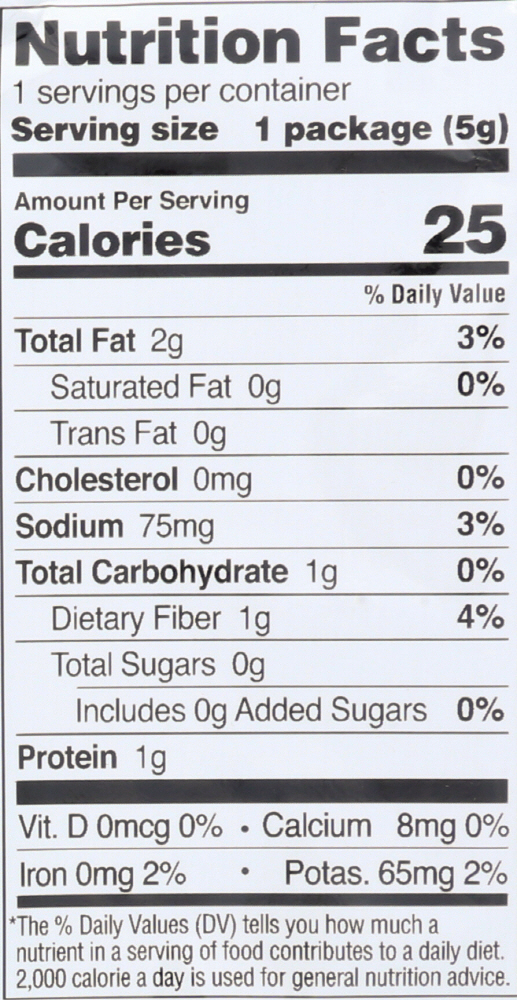 Nutrition Facts
1 servings per container
Serving size 1 package (5g)
Amount Per Serving
Calories 25
% Daily Value
Total Fat 2g 3%
Saturated Fat 0g 0%
Trans Fat 0g
Cholesterol 0mg 0%
Sodium 75mg 3%
Total Carbohydrate 1g 0%
Dietary Fiber 1g 4%
Total Sugars 0g
Includes 0g Added Sugars 0%
Protein 1g
Vit. D 0mcg 0% • Calcium 8mg 0%
Iron 0mg 2% • Potas. 65mg 2%
*The % Daily Values (DV) tells you how much a
nutrient in a serving of food contributes to a daily diet.
2,000 calorie a day is used for general nutrition advice.